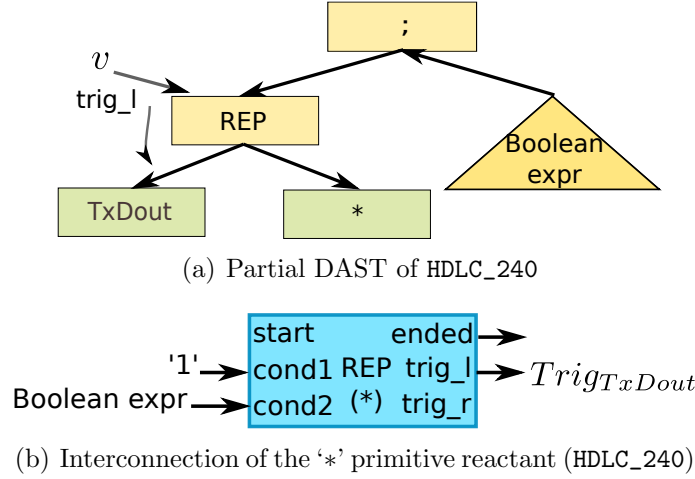 ;
v
trig_l
REP
Boolean
expr
TxDout
*
(a) Partial DAST of HDLC_240
start ended
'1' cond1 REP trig_l Trig_TxDout
Boolean expr cond2 (*) trig_r
(b) Interconnection of the ‘*’ primitive reactant (HDLC_240)